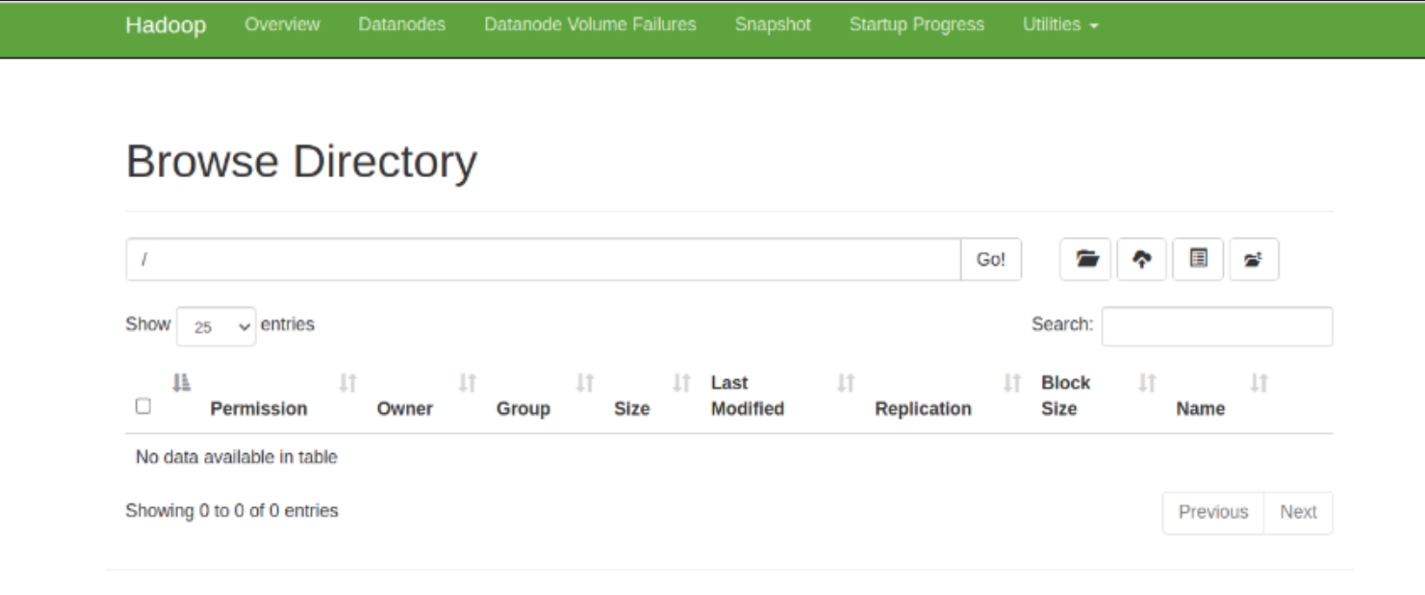 Hadoop Overview Datanodes Datanode Volume Failures Snapshot Startup Progress Utilities
Browse Directory
/ Go!
Show 25 entries Search:
Permission Owner Group Size Last Modified Replication Block Size Name
No data available in table
Showing 0 to 0 of 0 entries Previous Next